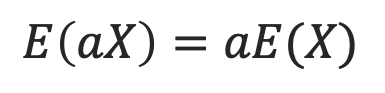 E(aX) = aE(X)